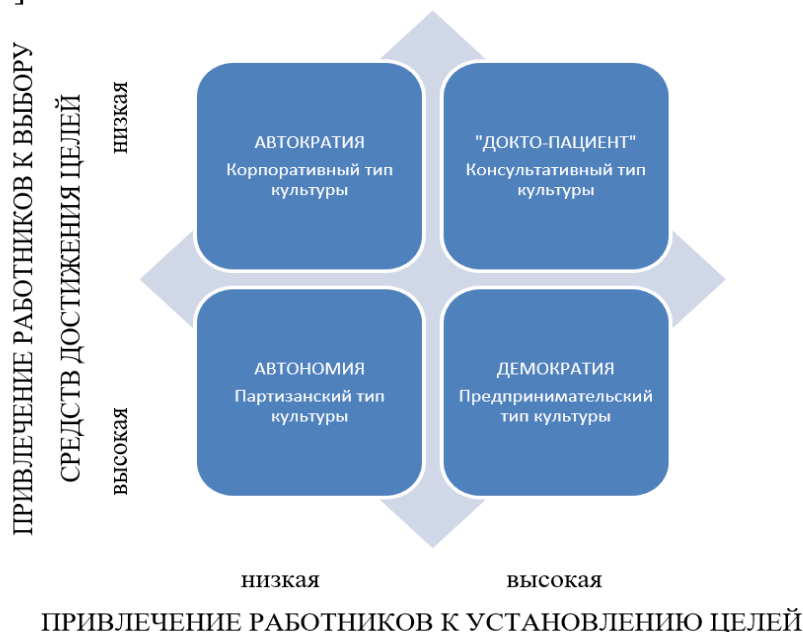 ]
ПРИВЛЕЧЕНИЕ РАБОТНИКОВ К ВЫБОРУ
СРЕДСТВ ДОСТИЖЕНИЯ ЦЕЛЕЙ
низкая
высокая
АВТОКРАТИЯ
Корпоративный тип
культуры
"ДОКТО-ПАЦИЕНТ"
Консультативный тип
культуры
АВТОНОМИЯ
Партизанский тип
культуры
ДЕМОКРАТИЯ
Предпринимательский
тип культуры
низкая
высокая
ПРИВЛЕЧЕНИЕ РАБОТНИКОВ К УСТАНОВЛЕНИЮ ЦЕЛЕЙ